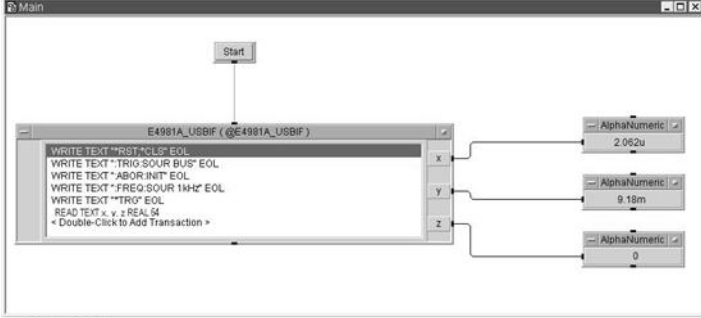 Main
Start
E4981A_USBIF ( @E4981A_USBIF )
WRITE TEXT "*RST;*CLS" EOL
WRITE TEXT ":TRIG:SOUR BUS" EOL
WRITE TEXT ":ABOR:INIT" EOL
WRITE TEXT ":FREQ:SOUR 1kHz" EOL
WRITE TEXT "*TRG" EOL
READ TEXT x, y, z REAL 64
< Double-Click to Add Transaction >
x
y
z
AlphaNumeric
2.062u
AlphaNumeric
9.18m
AlphaNumeric
0